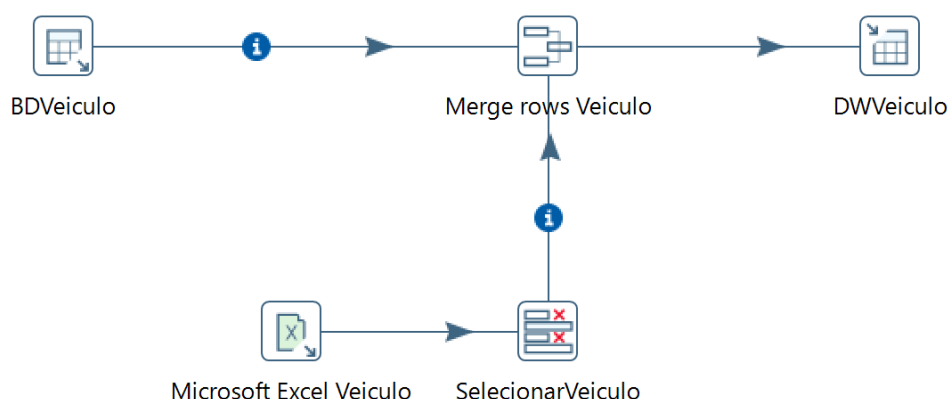 BDVeiculo
Merge rows Veiculo
DWVeiculo
Microsoft Excel Veiculo
SelecionarVeiculo